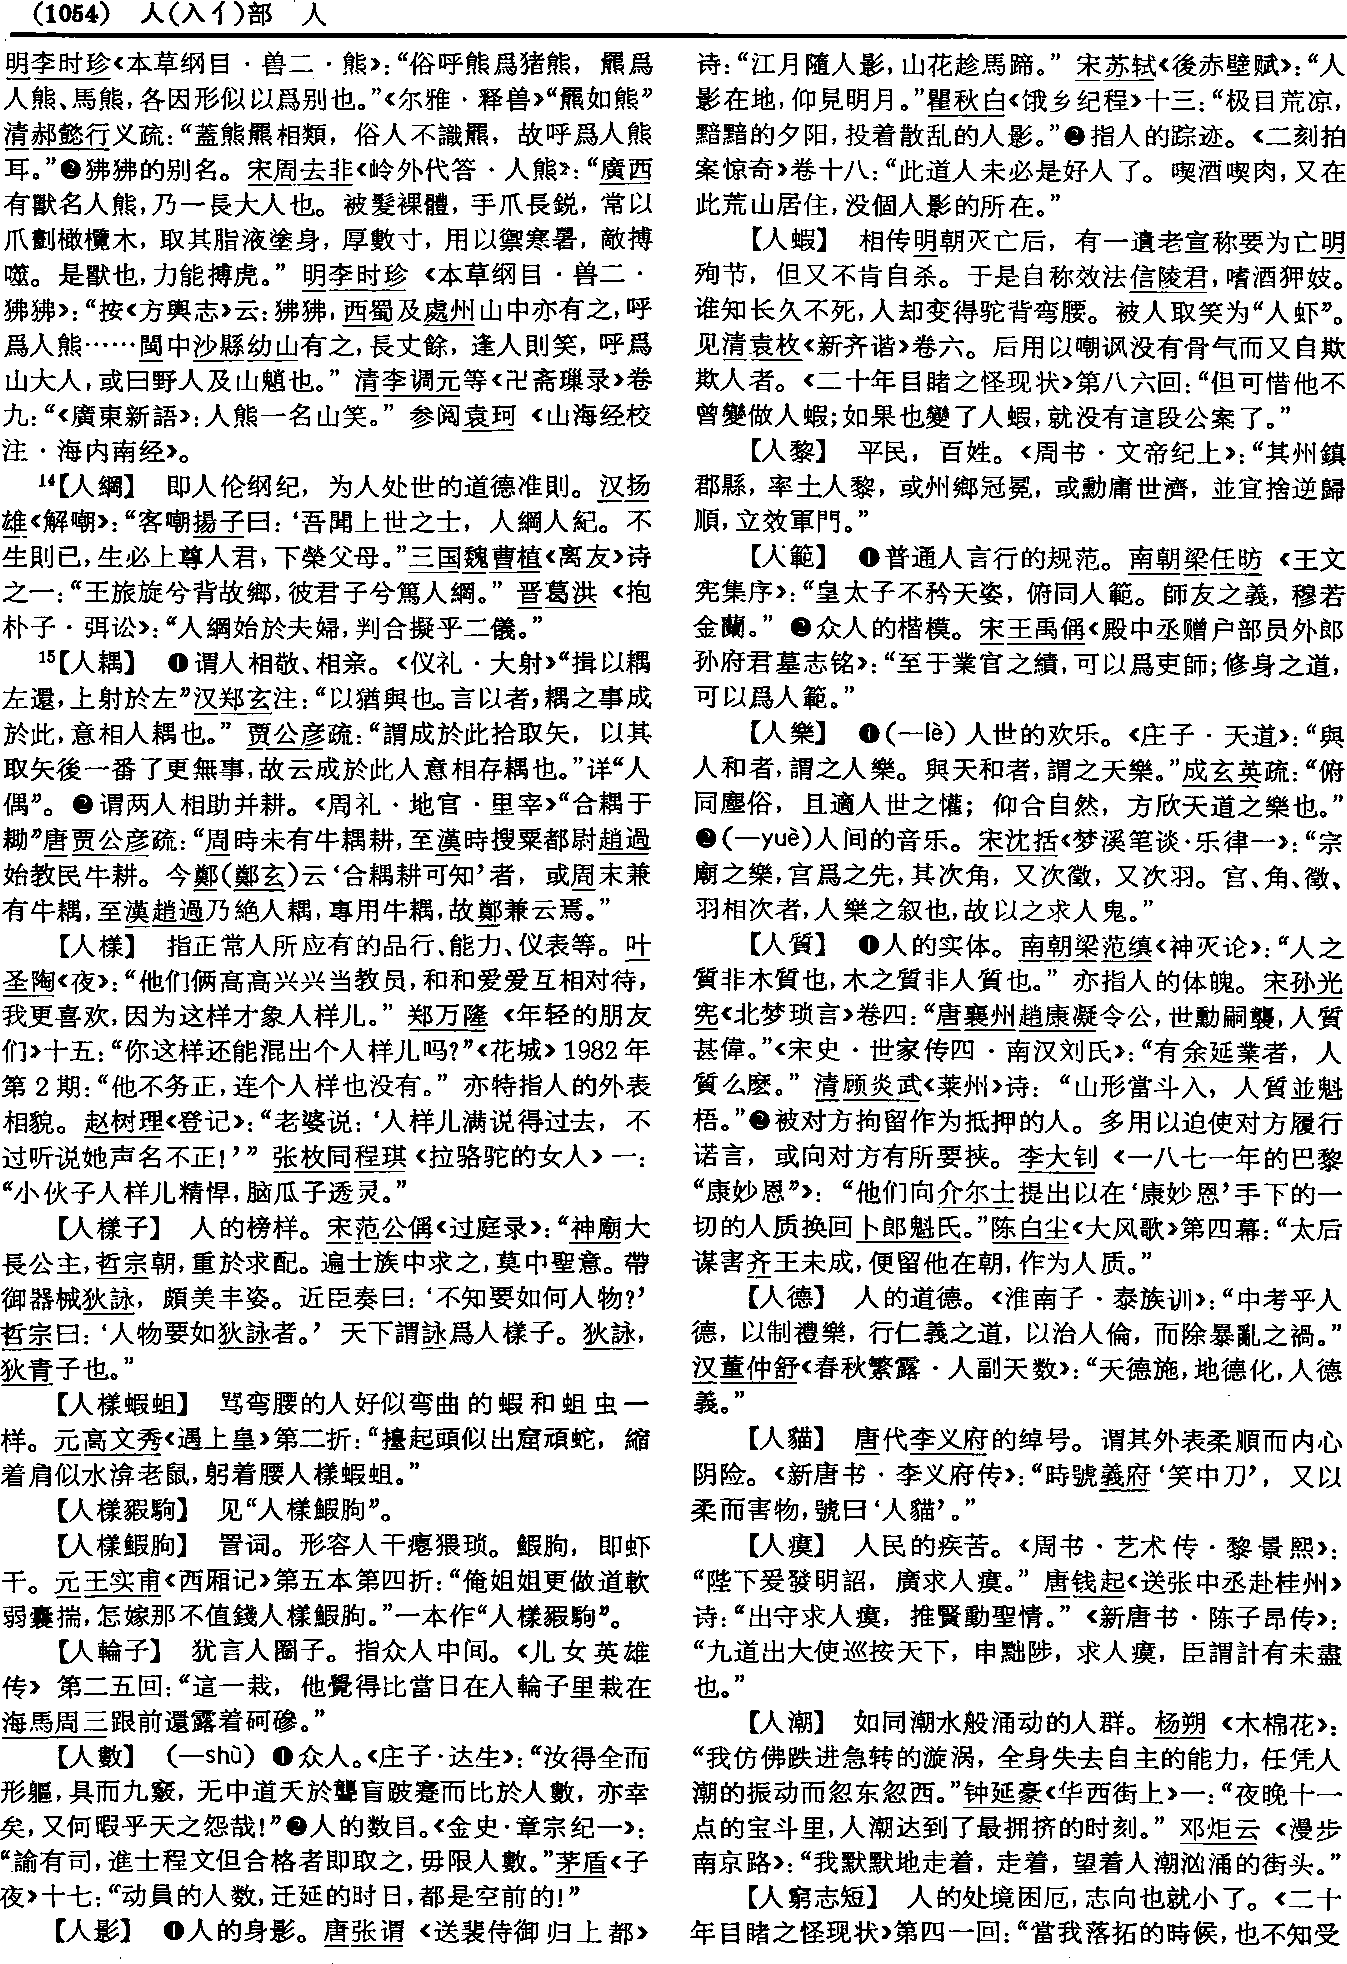 (1054) 人(入亻)部 人
明李时珍《本草纲目·兽二·熊》：“俗呼熊爲猪熊，羆爲
人熊、馬熊，各因形似以爲别也。”《尔雅·释兽》“羆如熊”
清郝懿行义疏：“蓋熊羆相類，俗人不識羆，故呼爲人熊
耳。”❷狒狒的别名。宋周去非《岭外代答·人熊》：“廣西
有獸名人熊，乃一長大人也。被髮裸體，手爪長鋭，常以
爪劃橄欖木，取其脂液塗身，厚數寸，用以禦寒暑，敵搏
噬。是獸也，力能搏虎。”明李时珍《本草纲目·兽二·
狒狒》：“按《方輿志》云：狒狒，西蜀及處州山中亦有之，呼
爲人熊……閩中沙縣幼山有之，長丈餘，逢人則笑，呼爲
山大人，或曰野人及山魈也。”清李调元等《卍斋璅录》卷
九：“《廣東新語》：人熊一名山笑。”参阅袁珂《山海经校
注·海内南经》。
14【人綱】 即人伦纲纪，为人处世的道德准则。汉扬
雄《解嘲》：“客嘲揚子曰：‘吾聞上世之士，人綱人紀。不
生則已，生必上尊人君，下榮父母。”三国魏曹植《离友》诗
之一：“王旅旋兮背故鄉，彼君子兮篤人綱。”晋葛洪《抱
朴子·弭讼》：“人綱始於夫婦，判合擬乎二儀。”
15【人耦】 ❶谓人相敬、相亲。《仪礼·大射》“揖以耦
左還，上射於左”汉郑玄注：“以猶與也。言以者，耦之事成
於此，意相人耦也。”贾公彦疏：“謂成於此拾取矢，以其
取矢後一番了更無事，故云成於此人意相存耦也。”详“人
偶”。❷谓两人相助并耕。《周礼·地官·里宰》“合耦于
耡”唐贾公彦疏：“周時未有牛耦耕，至漢時搜粟都尉趙過
始教民牛耕。今鄭(鄭玄)云‘合耦耕可知’者，或周末兼
有牛耦，至漢趙過乃絶人耦，專用牛耦，故鄭兼云焉。”
【人樣】 指正常人所应有的品行、能力、仪表等。叶
圣陶《夜》：“他们俩高高兴兴当教员，和和爱爱互相对待，
我更喜欢，因为这样才象人样儿。”郑万隆《年轻的朋友
们》十五：“你这样还能混出个人样儿吗？”《花城》1982年
第2期：“他不务正，连个人样也没有。”亦特指人的外表
相貌。赵树理《登记》：“老婆说：‘人样儿满说得过去，不
过听说她声名不正！’”张枚同程琪《拉骆驼的女人》一：
“小伙子人样儿精悍，脑瓜子透灵。”
【人樣子】 人的榜样。宋范公偁《过庭录》：“神廟大
長公主，哲宗朝，重於求配。遍士族中求之，莫中聖意。帶
御器械狄詠，頗美丰姿。近臣奏曰：‘不知要如何人物？’
哲宗曰：‘人物要如狄詠者。’天下謂詠爲人樣子。狄詠，
狄青子也。”
【人樣蝦蛆】 骂弯腰的人好似弯曲的蝦和蛆虫一
样。元高文秀《遇上皇》第二折：“擡起頭似出窟頑蛇，縮
着肩似水渰老鼠，躬着腰人樣蝦蛆。”
【人樣豭駒】 见“人樣鰕朐”。
【人樣鰕朐】 詈词。形容人干瘪猥琐。鰕朐，即虾
干。元王实甫《西厢记》第五本第四折：“俺姐姐更做道軟
弱囊揣，怎嫁那不值錢人樣鰕朐。”一本作“人樣豭駒”。
【人輪子】 犹言人圈子。指众人中间。《儿女英雄
传》第二五回：“這一栽，他覺得比當日在人輪子里栽在
海馬周三跟前還露着砢磣。”
【人數】 (—shù) ❶众人。《庄子·达生》：“汝得全而
形軀，具而九竅，无中道夭於聾盲跛蹇而比於人數，亦幸
矣，又何暇乎天之怨哉！”❷人的数目。《金史·章宗纪一》：
“諭有司，進士程文但合格者即取之，毋限人數。”茅盾《子
夜》十七：“动員的人数，迁延的时日，都是空前的！”
【人影】 ❶人的身影。唐张谓《送裴侍御归上都》
诗：“江月隨人影，山花趁馬蹄。”宋苏轼《後赤壁赋》：“人
影在地，仰見明月。”瞿秋白《饿乡纪程》十三：“极目荒凉，
黯黯的夕阳，投着散乱的人影。”❷指人的踪迹。《二刻拍
案惊奇》卷十八：“此道人未必是好人了。喫酒喫肉，又在
此荒山居住，没個人影的所在。”
【人蝦】 相传明朝灭亡后，有一遺老宣称要为亡明
殉节，但又不肯自杀。于是自称效法信陵君，嗜酒狎妓。
谁知长久不死，人却变得驼背弯腰。被人取笑为“人虾”。
见清袁枚《新齐谐》卷六。后用以嘲讽没有骨气而又自欺
欺人者。《二十年目睹之怪现状》第八六回：“但可惜他不
曾變做人蝦；如果也變了人蝦，就没有這段公案了。”
【人黎】 平民，百姓。《周书·文帝纪上》：“其州鎮
郡縣，率土人黎，或州鄉冠冕，或勳庸世濟，並宜捨逆歸
順，立效軍門。”
【人範】 ❶普通人言行的规范。南朝梁任昉《王文
宪集序》：“皇太子不矜天姿，俯同人範。師友之義，穆若
金蘭。”❷众人的楷模。宋王禹偁《殿中丞赠户部员外郎
孙府君墓志铭》：“至于業官之績，可以爲吏師；修身之道，
可以爲人範。”
【人樂】 ❶(—lè)人世的欢乐。《庄子·天道》：“與
人和者，謂之人樂。與天和者，謂之天樂。”成玄英疏：“俯
同塵俗，且適人世之懽；仰合自然，方欣天道之樂也。”
❷(—yuè)人间的音乐。宋沈括《梦溪笔谈·乐律一》：“宗
廟之樂，宫爲之先，其次角，又次徵，又次羽。宫、角、徵、
羽相次者，人樂之叙也，故以之求人鬼。”
【人質】 ❶人的实体。南朝梁范缜《神灭论》：“人之
質非木質也，木之質非人質也。”亦指人的体魄。宋孙光
宪《北梦琐言》卷四：“唐襄州趙康凝令公，世勳嗣襲，人質
甚偉。”《宋史·世家传四·南汉刘氏》：“有余延業者，人
質么麽。”清顾炎武《莱州》诗：“山形當斗入，人質並魁
梧。”❷被对方拘留作为抵押的人。多用以迫使对方履行
诺言，或向对方有所要挟。李大钊《一八七一年的巴黎
“康妙恩”》：“他们向介尔士提出以在‘康妙恩’手下的一
切的人质换回卜郎魁氏。”陈白尘《大风歌》第四幕：“太后
谋害齐王未成，便留他在朝，作为人质。”
【人德】 人的道德。《淮南子·泰族训》：“中考乎人
德，以制禮樂，行仁義之道，以治人倫，而除暴亂之禍。”
汉董仲舒《春秋繁露·人副天数》：“天德施，地德化，人德
義。”
【人貓】 唐代李义府的绰号。谓其外表柔順而内心
阴险。《新唐书·李义府传》：“時號義府‘笑中刀’，又以
柔而害物，號曰‘人貓’。”
【人瘼】 人民的疾苦。《周书·艺术传·黎景熙》：
“陛下爰發明詔，廣求人瘼。”唐钱起《送张中丞赴桂州》
诗：“出守求人瘼，推賢動聖情。”《新唐书·陈子昂传》：
“九道出大使巡按天下，申黜陟，求人瘼，臣謂計有未盡
也。”
【人潮】 如同潮水般涌动的人群。杨朔《木棉花》：
“我仿佛跌进急转的漩涡，全身失去自主的能力，任凭人
潮的振动而忽东忽西。”钟延豪《华西街上》一：“夜晚十一
点的宝斗里，人潮达到了最拥挤的时刻。”邓炬云《漫步
南京路》：“我默默地走着，走着，望着人潮汹涌的街头。”
【人窮志短】 人的处境困厄，志向也就小了。《二十
年目睹之怪现状》第四一回：“當我落拓的時候，也不知受